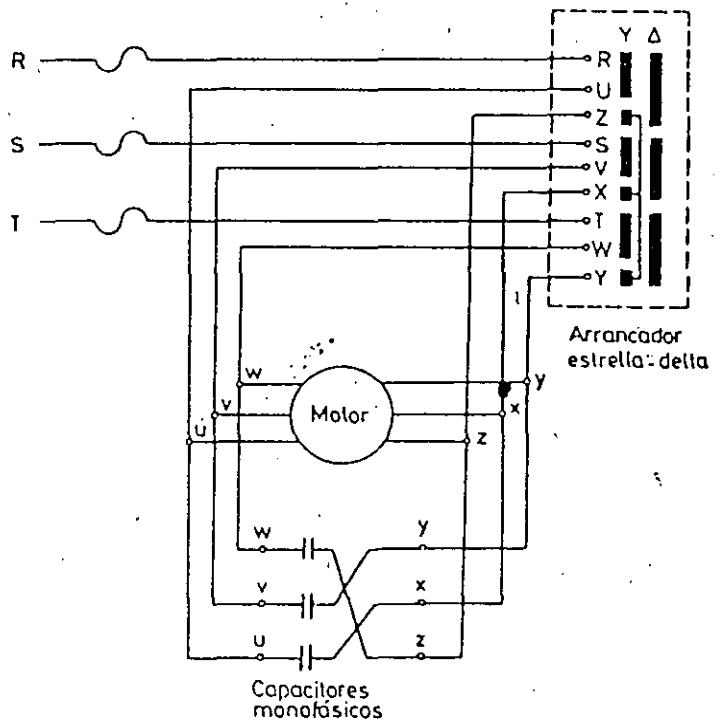 Y Δ
R
R
U
Z
S
S
V
X
T
T
W
Y
Arrancador
estrella-delta
w
y
v
Motor
x
u
z
w
y
v
x
u
z
Capacitores
monofásicos